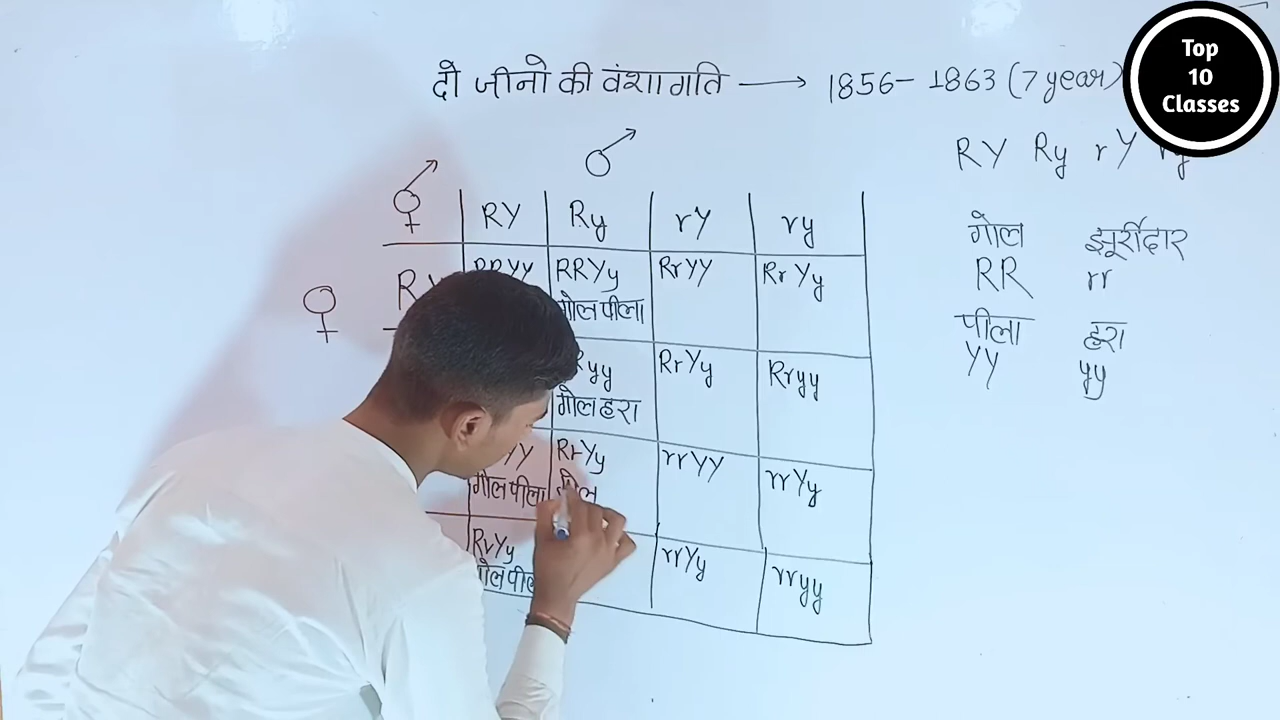 Top
10
Classes
दो जीनो की वंशागति → 1856- 1863 (7 year)
RY Ry rY
RY Ry rY ry
गोल झूर्रीदार
RR rr
पीला हरा
YY yy
RRYY RRYy RrYY RrYy
गोल पीला
RrYy Rryy
गोल हरा
RrYy rrYY rrYy
गोल पीला
RrYy rrYy rryy